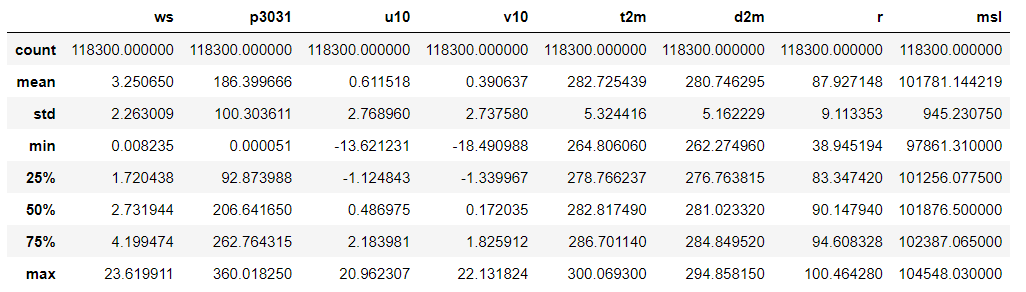 ws p3031 u10 v10 t2m d2m r msl
count 118300.000000 118300.000000 118300.000000 118300.000000 118300.000000 118300.000000 118300.000000 118300.000000
mean 3.250650 186.399666 0.611518 0.390637 282.725439 280.746295 87.927148 101781.144219
std 2.263009 100.303611 2.768960 2.737580 5.324416 5.162229 9.113353 945.230750
min 0.008235 0.000051 -13.621231 -18.490988 264.806060 262.274960 38.945194 97861.310000
25% 1.720438 92.873988 -1.124843 -1.339967 278.766237 276.763815 83.347420 101256.077500
50% 2.731944 206.641650 0.486975 0.172035 282.817490 281.023320 90.147940 101876.500000
75% 4.199474 262.764315 2.183981 1.825912 286.701140 284.849520 94.608328 102387.065000
max 23.619911 360.018250 20.962307 22.131824 300.069300 294.858150 100.464280 104548.030000